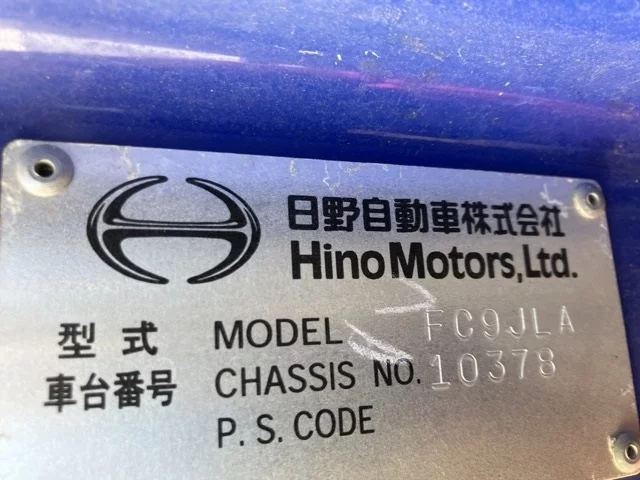 日野自動車株式会社
Hino Motors, Ltd.
型式 MODEL FC9JLA
車台番号 CHASSIS NO. 10378
P. S. CODE